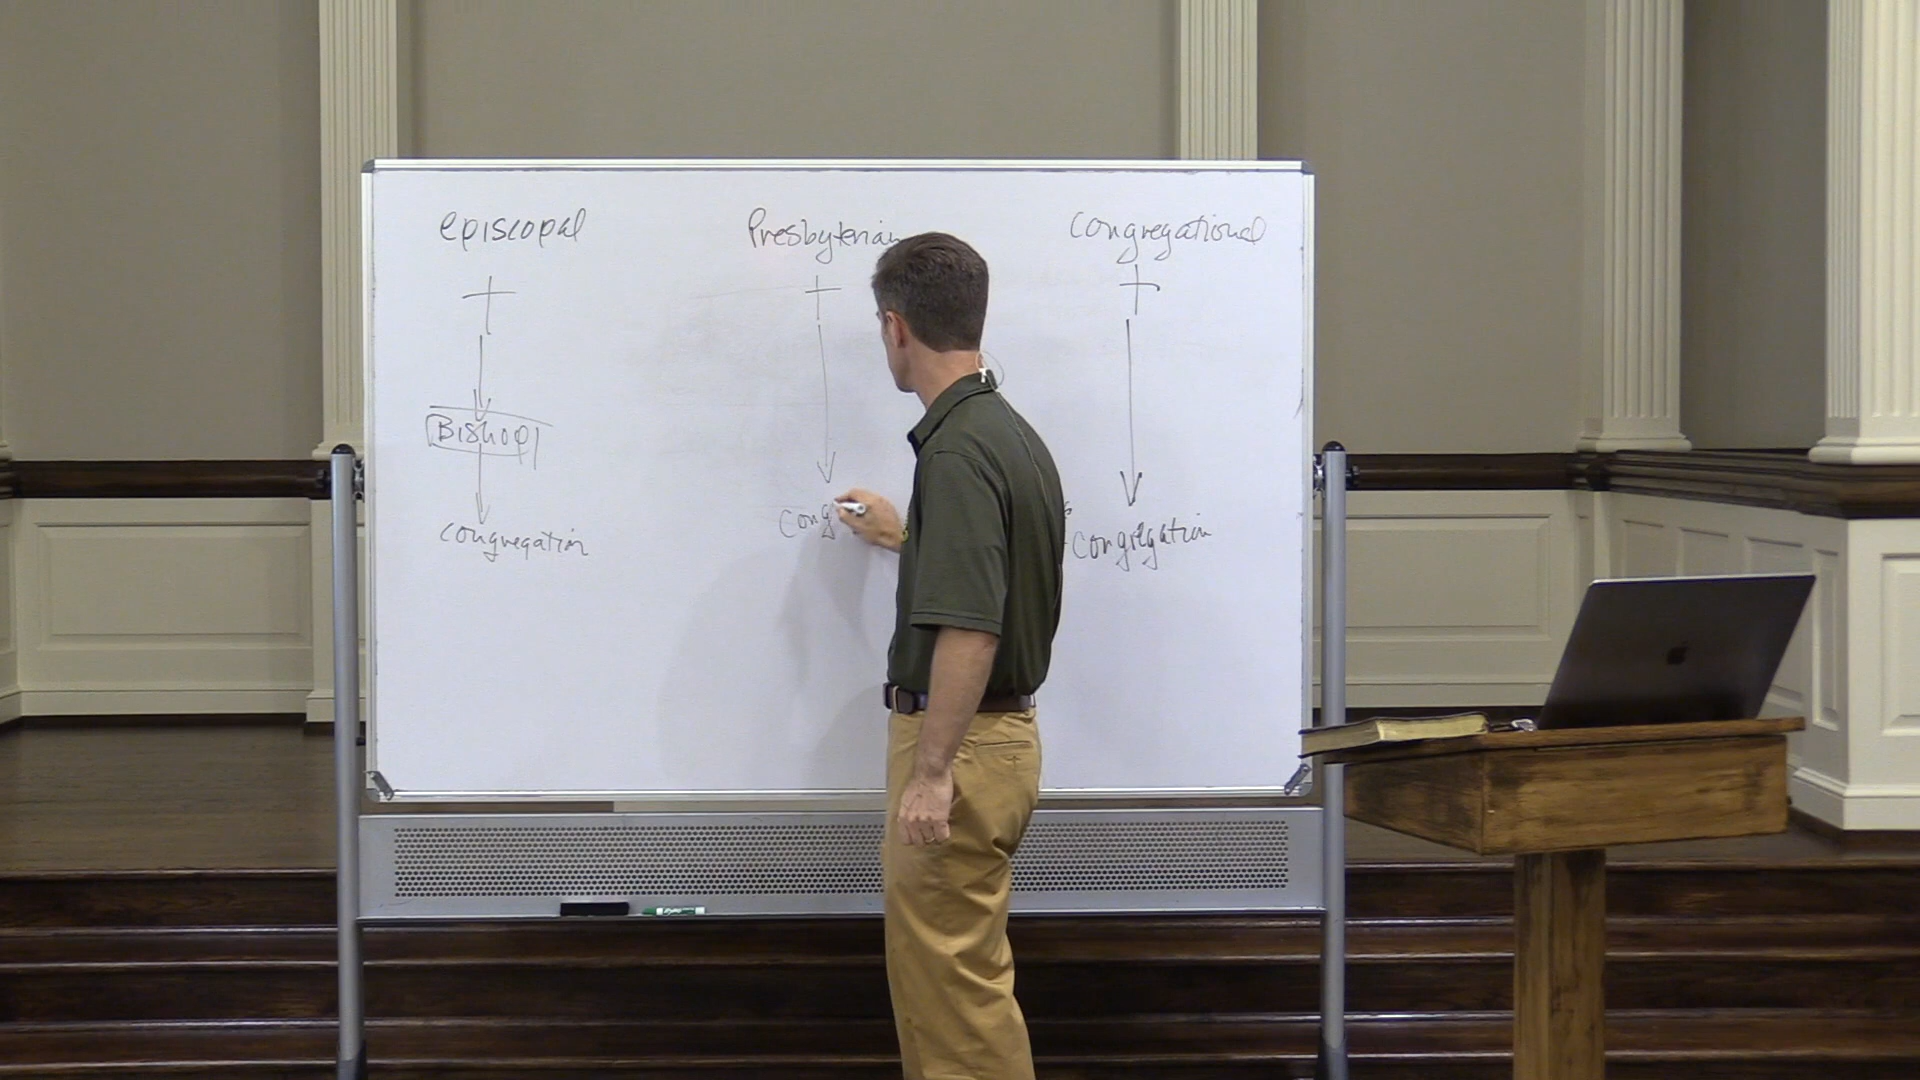 episcopal
Presbyterian
congregational
Bishop
congregation
cong
congregation